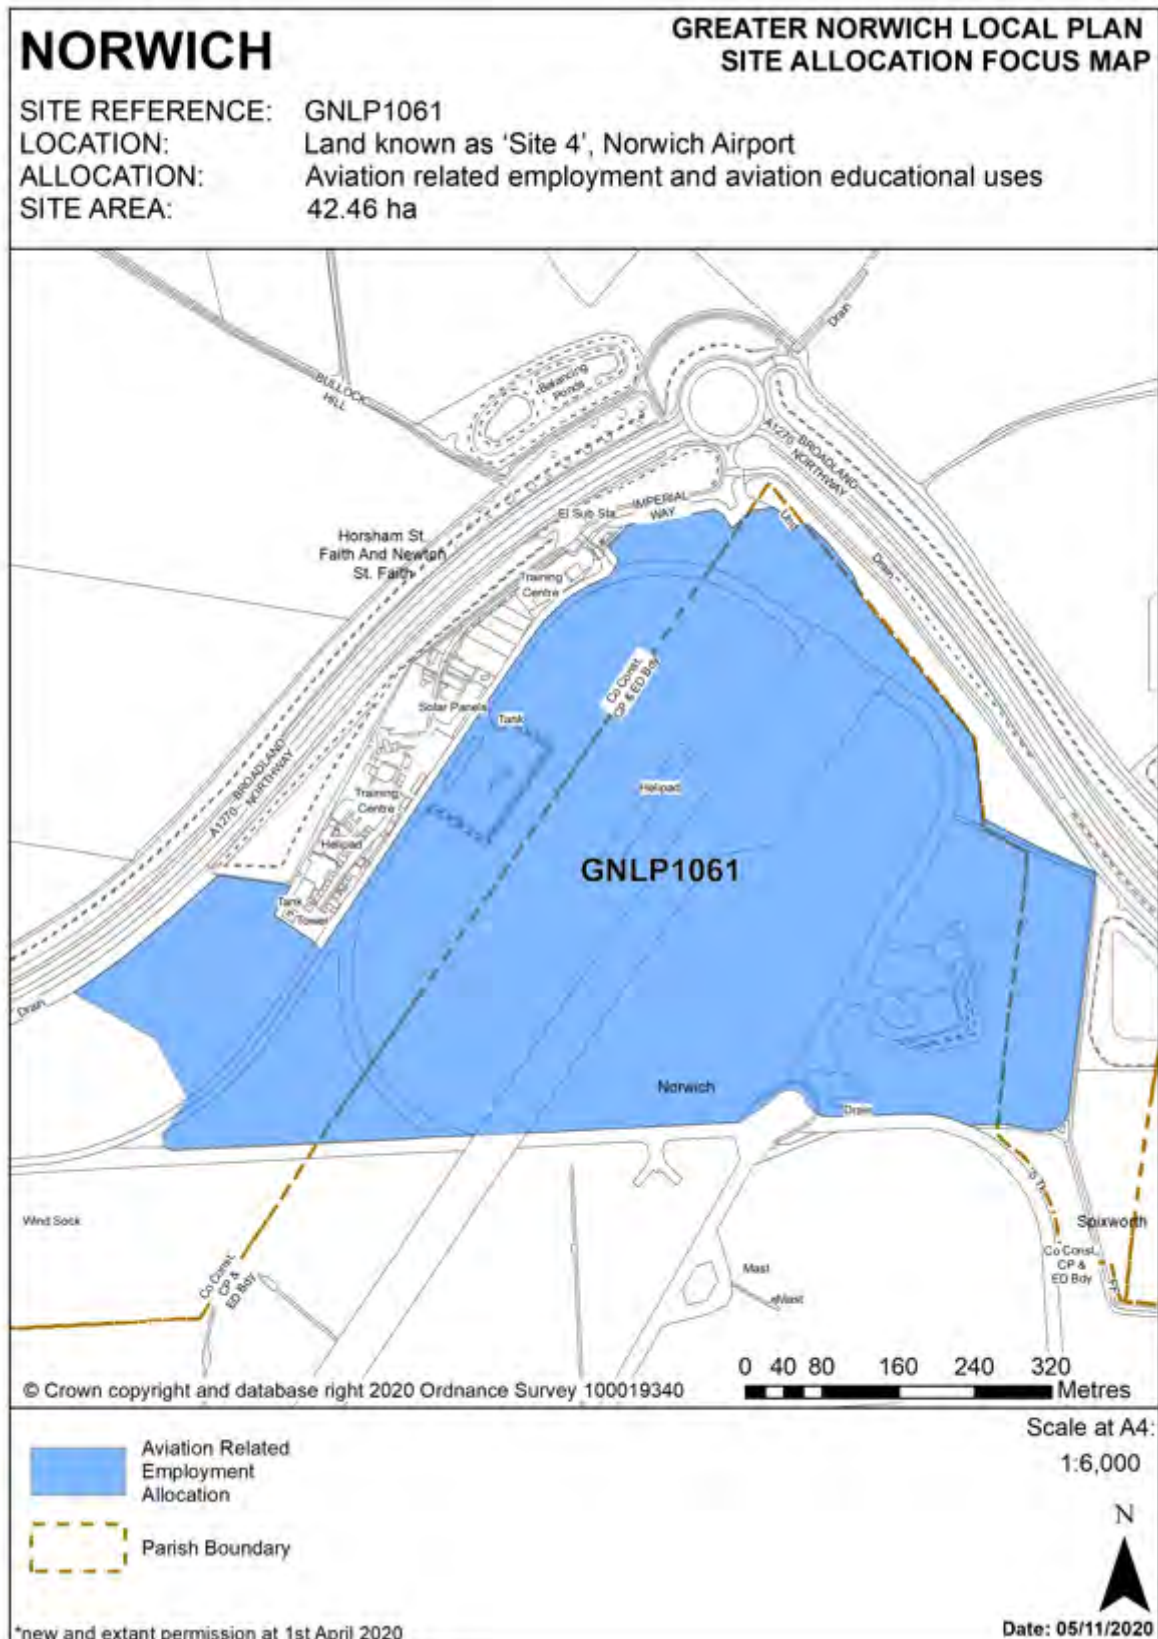 NORWICH
GREATER NORWICH LOCAL PLAN
SITE ALLOCATION FOCUS MAP
SITE REFERENCE: GNLP1061
LOCATION: Land known as 'Site 4', Norwich Airport
ALLOCATION: Aviation related employment and aviation educational uses
SITE AREA: 42.46 ha
Drain
BULLOCK
HILL
Balancing
Ponds
A1270 BROADLAND
NORTHWAY
IMPERIAL
WAY
El Sub Sta
Und
Drain
Horsham St
Faith And Newton
St. Faith
Training
Centre
Co Const,
CP & ED Bdy
Solar Panels
Tank
A1270 BROADLAND
NORTHWAY
Helipad
Training
Centre
Helipad
GNLP1061
Tank
Tower
Drain
Norwich
Drain
Wind Sock
Spixworth
Co Const,
CP &
ED Bdy
Co Const,
CP &
ED Bdy
FF
Mast
Mast
0 40 80 160 240 320
Metres
© Crown copyright and database right 2020 Ordnance Survey 100019340
Aviation Related
Employment
Allocation
Parish Boundary
Scale at A4:
1:6,000
N
*new and extant permission at 1st April 2020
Date: 05/11/2020